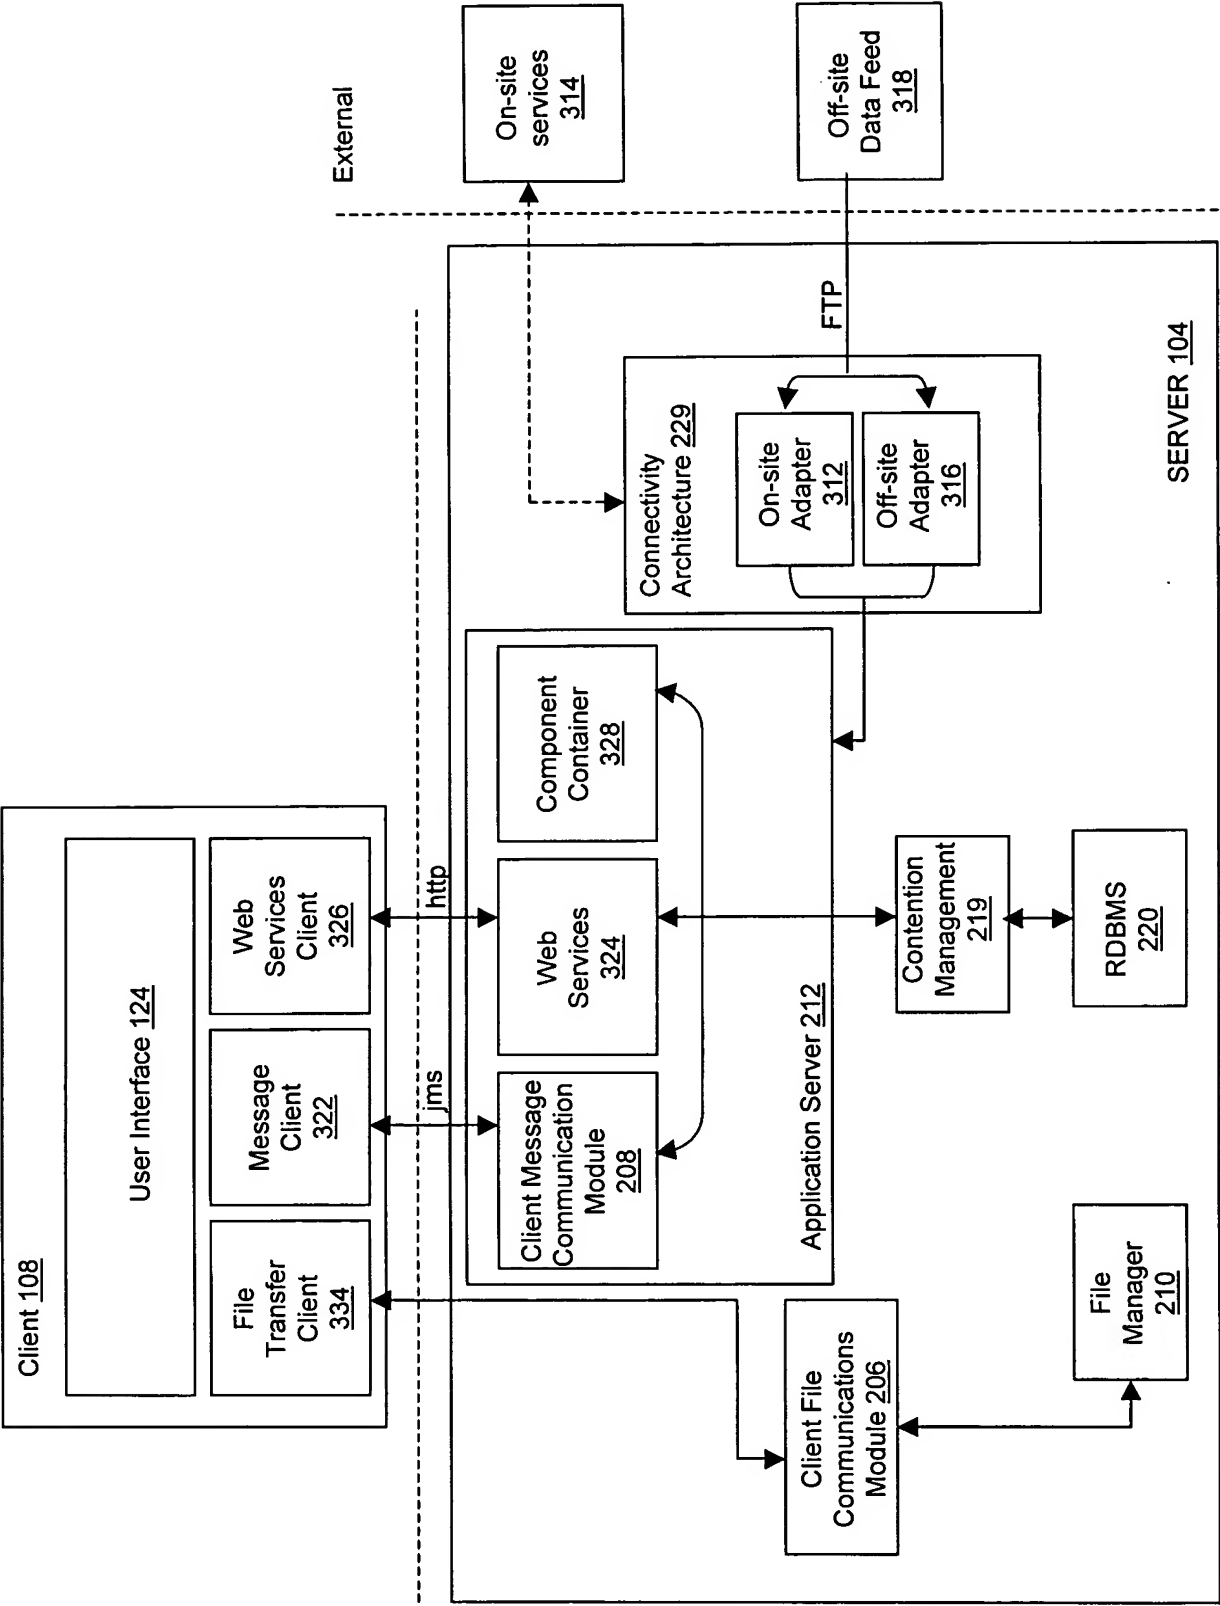 Client 108
User Interface 124
File
Transfer
Client
334
Message
Client
322
Web
Services
Client
326
jms
http
External
Client Message
Communication
Module
208
Web
Services
324
Component
Container
328
Application Server 212
Connectivity
Architecture 229
On-site
Adapter
312
Off-site
Adapter
316
FTP
On-site
services
314
Off-site
Data Feed
318
Client File
Communications
Module 206
Contention
Management
219
File
Manager
210
RDBMS
220
SERVER 104